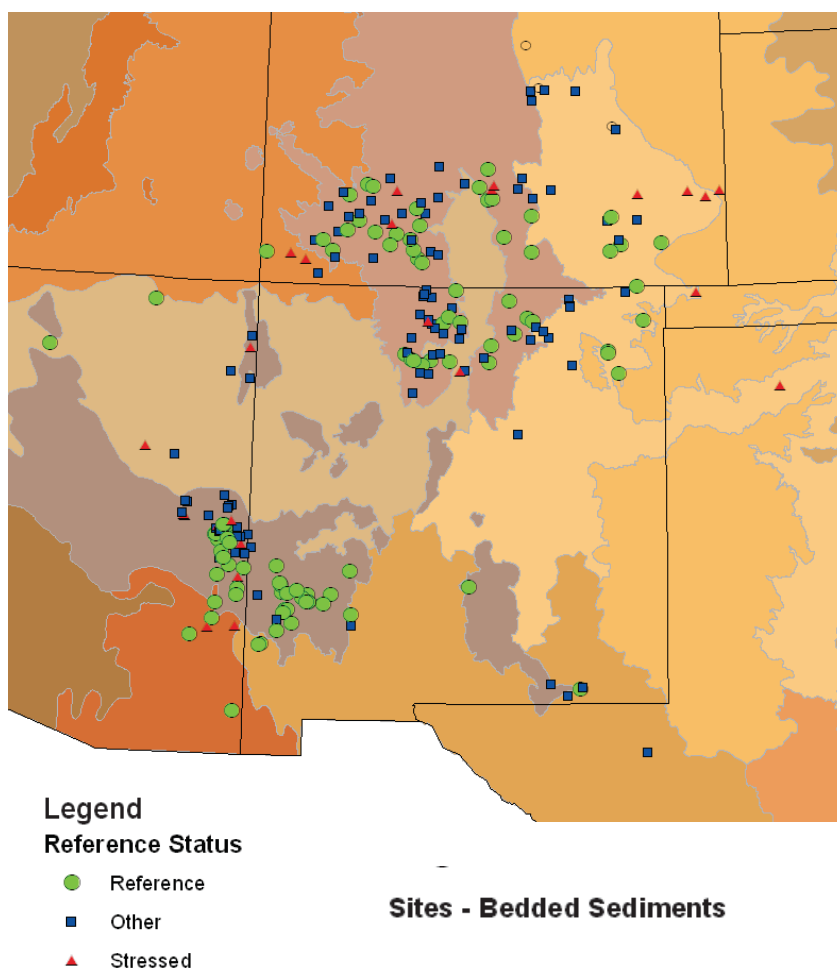 Legend
Reference Status
Reference
Other
Stressed
Sites - Bedded Sediments